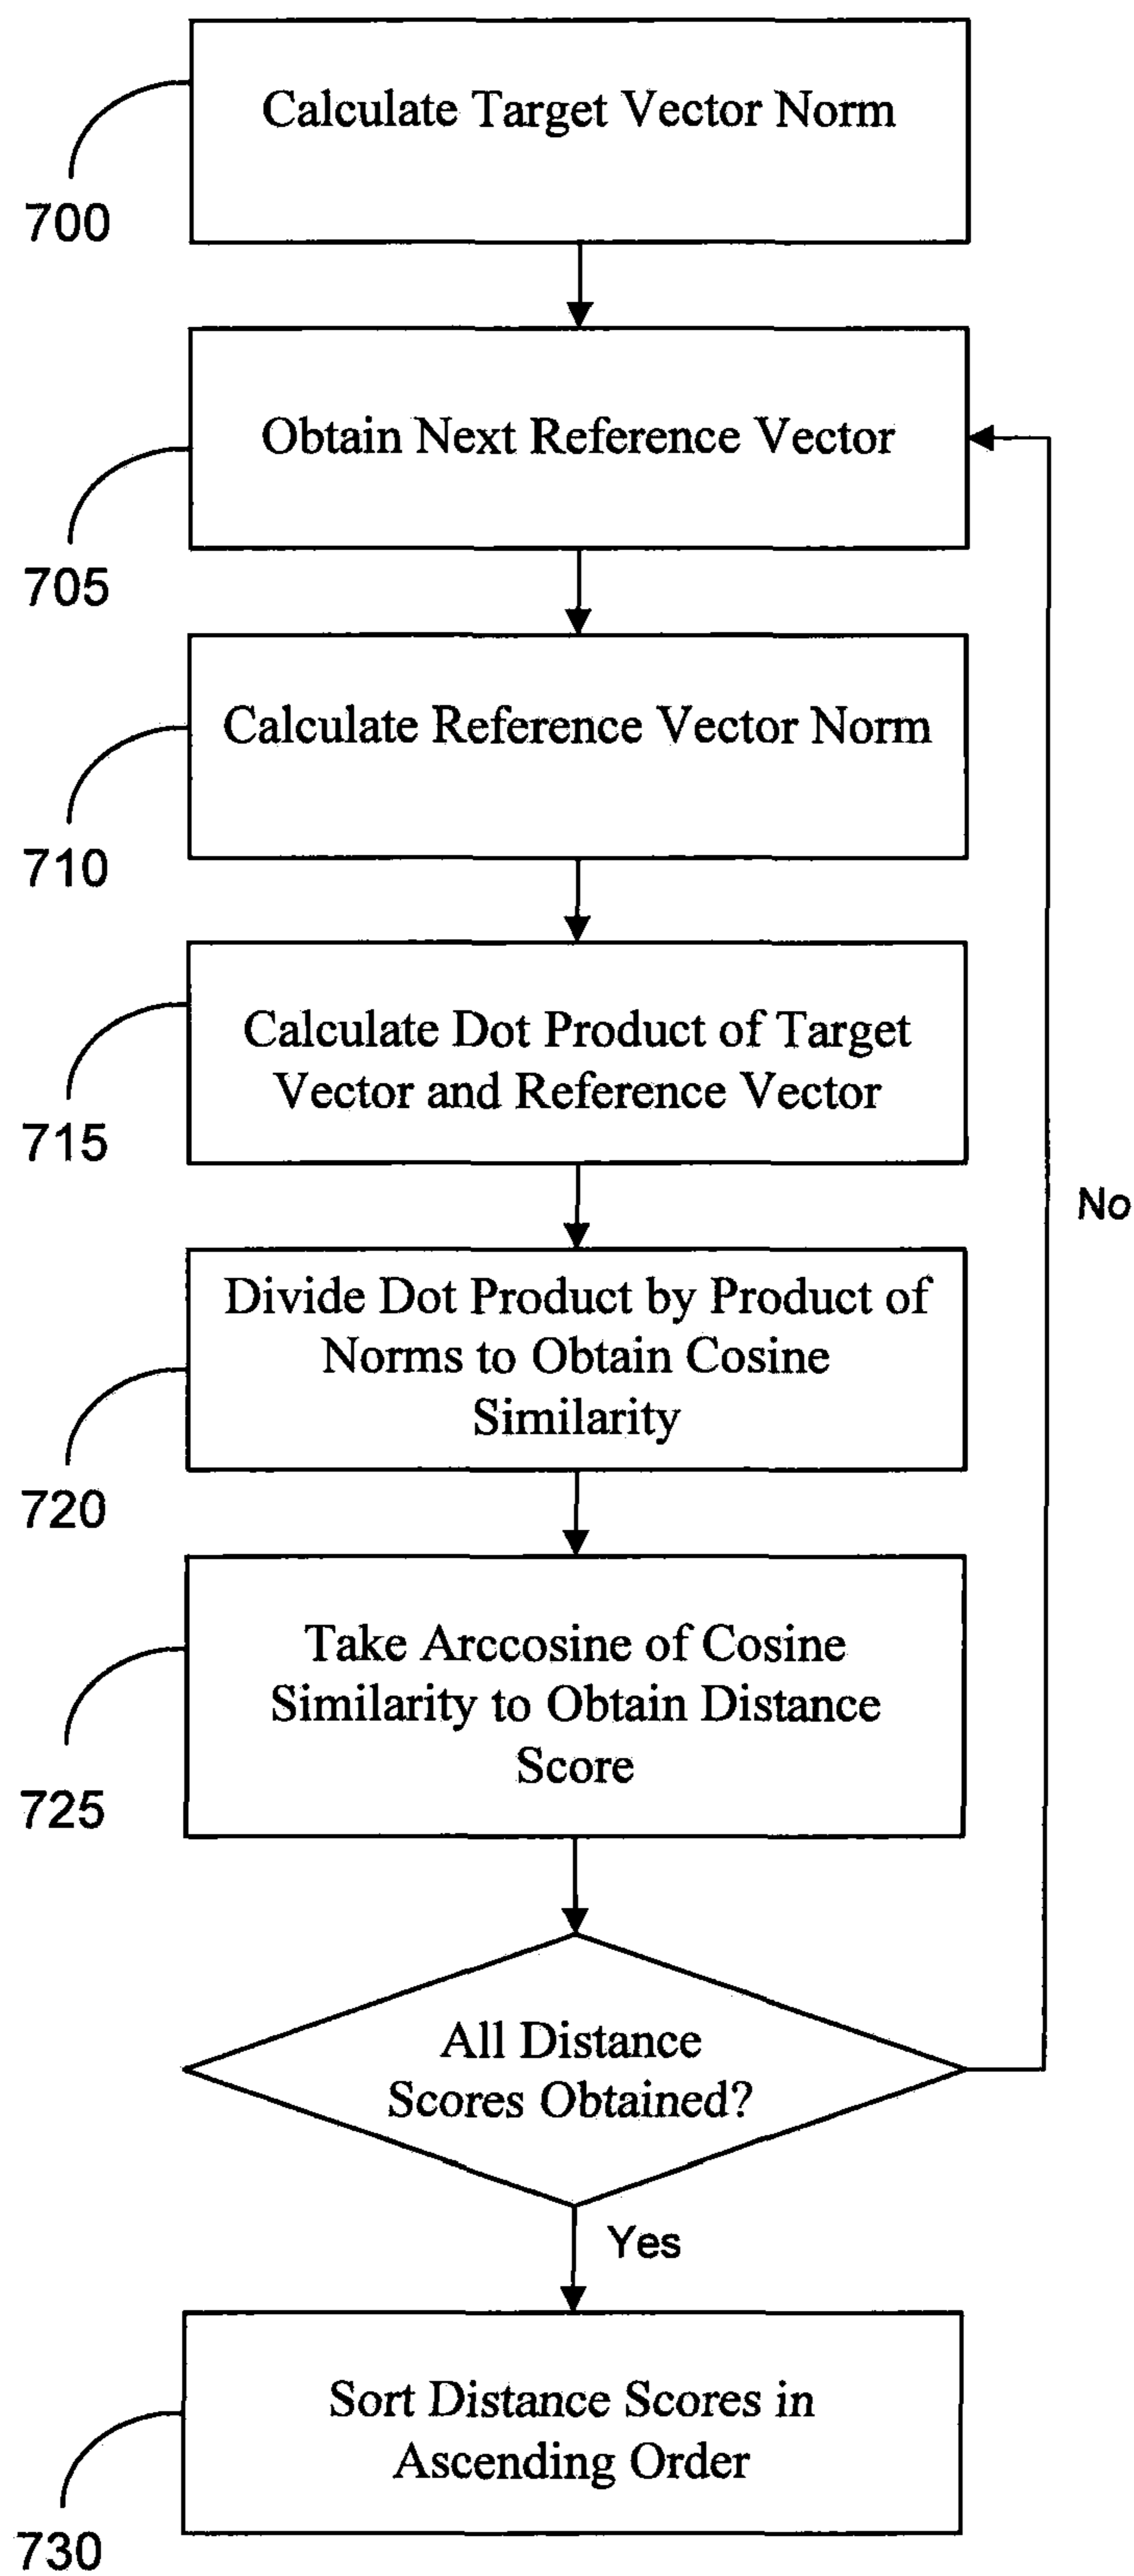 Calculate Target Vector Norm
700
Obtain Next Reference Vector
705
Calculate Reference Vector Norm
710
Calculate Dot Product of Target
Vector and Reference Vector
715
No
Divide Dot Product by Product of
Norms to Obtain Cosine
Similarity
720
Take Arccosine of Cosine
Similarity to Obtain Distance
Score
725
All Distance
Scores Obtained?
Yes
Sort Distance Scores in
Ascending Order
730